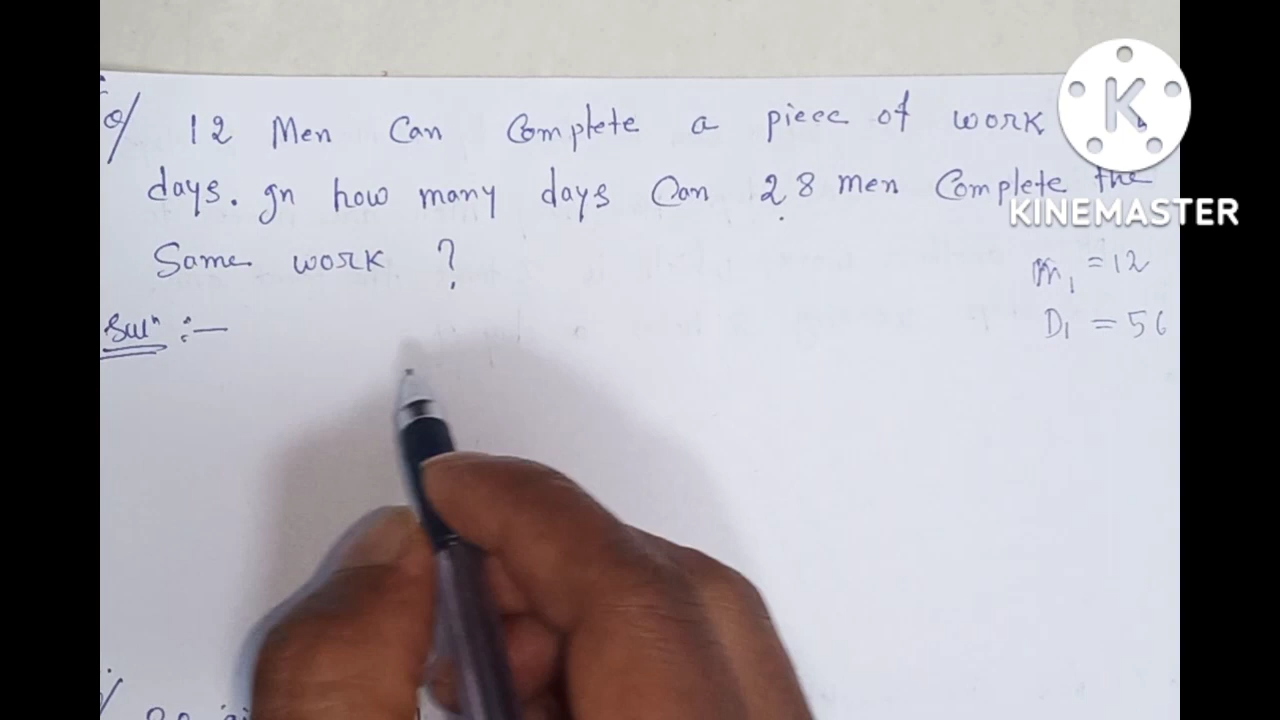 Q/ 12 Men Can Complete a piece of work
days. In how many days Can 28 men Complete the
Same work ?
m1 = 12
Solⁿ :-
D1 = 56
K
KINEMASTER